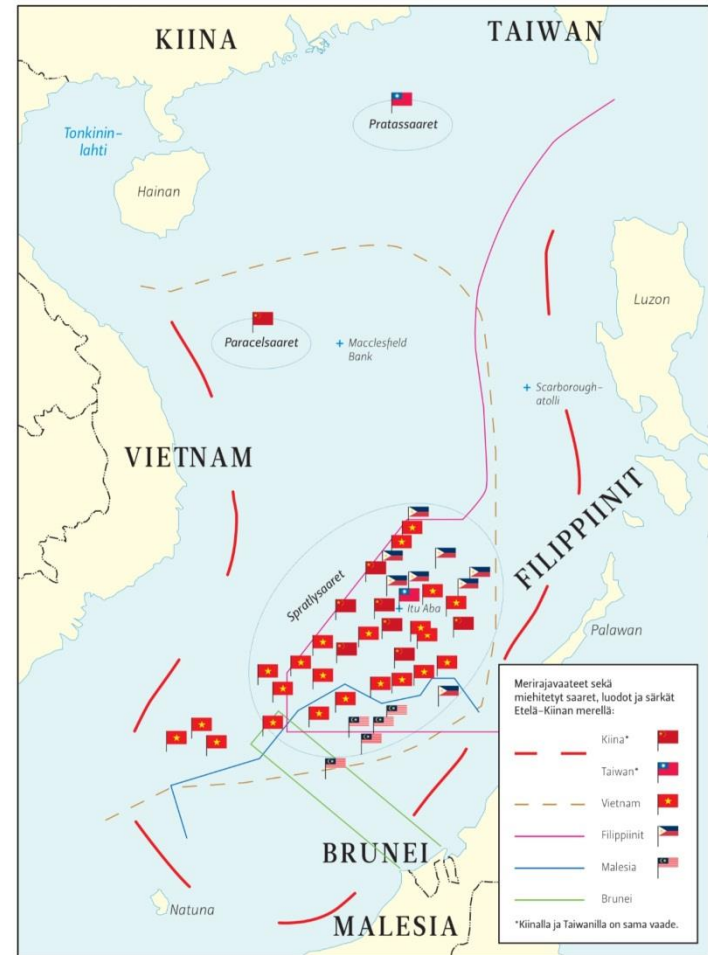 KIINA
TAIWAN
Tonkinin-
lahti
Pratassaaret
Hainan
Luzon
Paracelsaaret
Macclesfield
Bank
Scarborough-
atolli
VIETNAM
FILIPPIINIT
Spratlysaaret
Itu Aba
Palawan
Merirajavaateet sekä
miehitetyt saaret, luodot ja särkät
Etelä-Kiinan merellä:
Kiina*
Taiwan*
Vietnam
Filippiinit
Malesia
Brunei
*Kiinalla ja Taiwanilla on sama vaade.
BRUNEI
Natuna
MALESIA